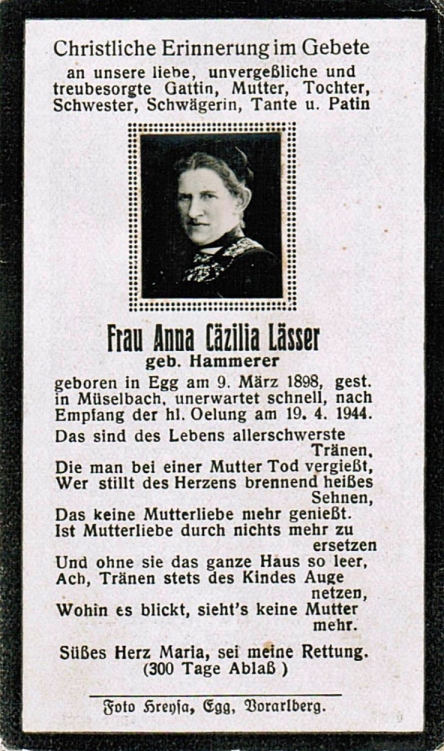 Christliche Erinnerung im Gebete
an unsere liebe, unvergeßliche und
treubesorgte Gattin, Mutter, Tochter,
Schwester, Schwägerin, Tante u. Patin
Frau Anna Cäzilia Lässer
geb. Hammerer
geboren in Egg am 9. März 1898, gest.
in Müselbach, unerwartet schnell, nach
Empfang der hl. Oelung am 19. 4. 1944.
Das sind des Lebens allerschwerste
Tränen,
Die man bei einer Mutter Tod vergießt,
Wer stillt des Herzens brennend heißes
Sehnen,
Das keine Mutterliebe mehr genießt.
Ist Mutterliebe durch nichts mehr zu
ersetzen
Und ohne sie das ganze Haus so leer,
Ach, Tränen stets des Kindes Auge
netzen,
Wohin es blickt, sieht's keine Mutter
mehr.
Süßes Herz Maria, sei meine Rettung.
(300 Tage Ablaß )
Foto Hreysa, Egg, Vorarlberg.